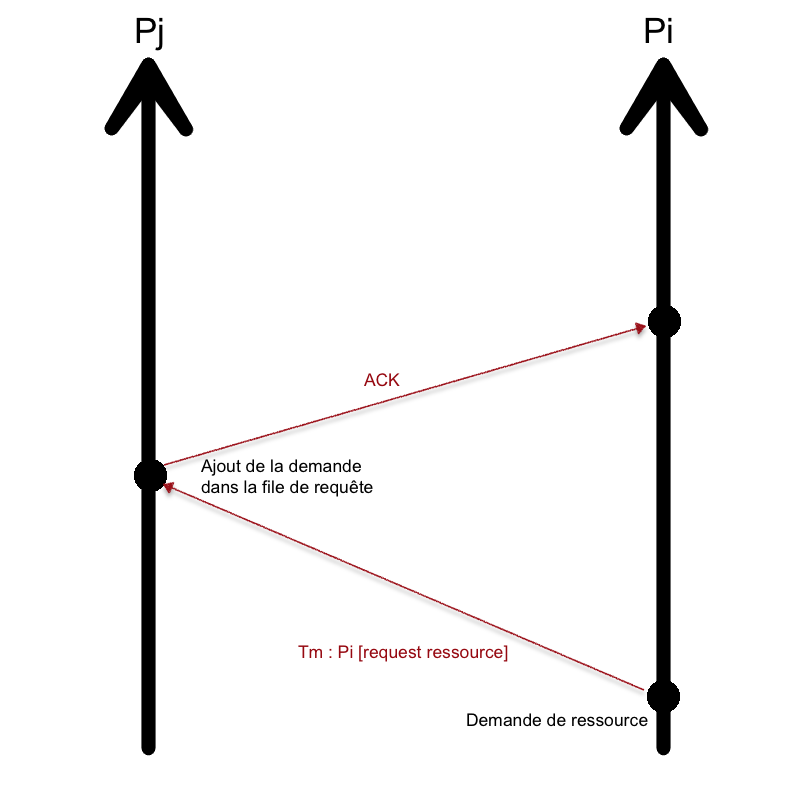 Pj
Pi
ACK
Ajout de la demande
dans la file de requête
Tm : Pi [request ressource]
Demande de ressource